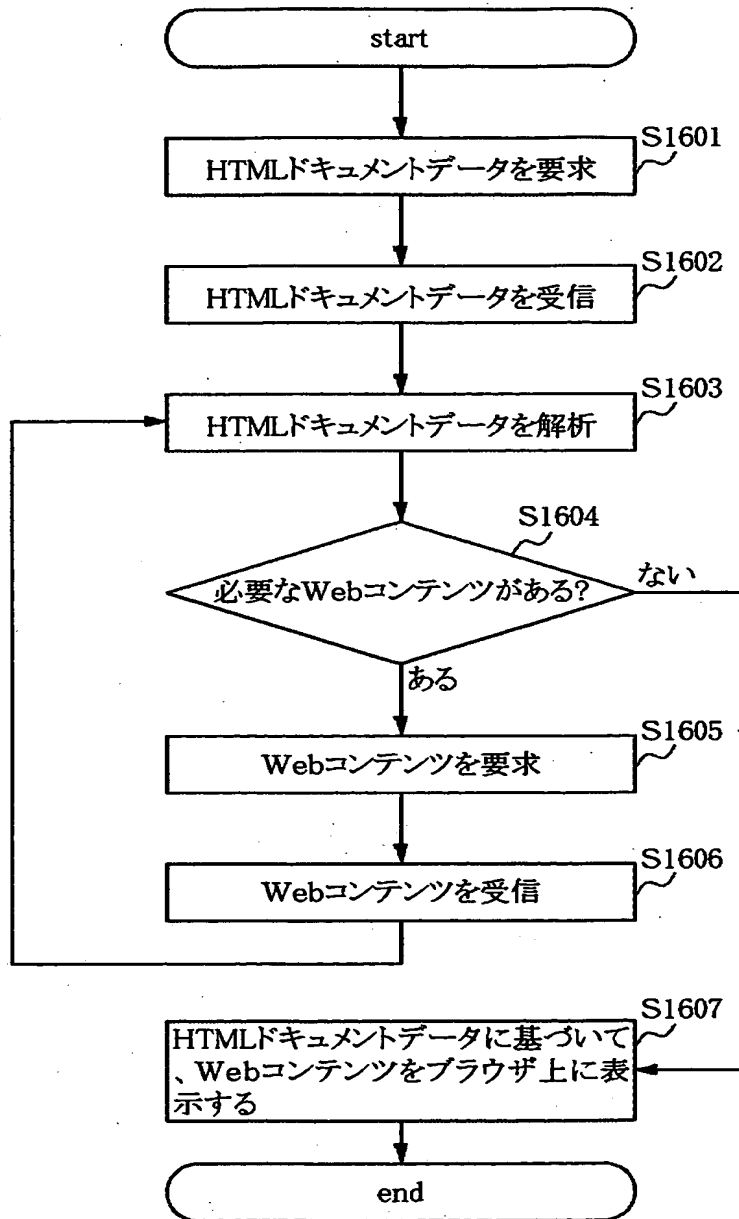 start
S1601
HTMLドキュメントデータを要求
S1602
HTMLドキュメントデータを受信
S1603
HTMLドキュメントデータを解析
S1604
必要なWebコンテンツがある?
ない
ある
S1605
Webコンテンツを要求
S1606
Webコンテンツを受信
S1607
HTMLドキュメントデータに基づいて
、Webコンテンツをブラウザ上に表
示する
end